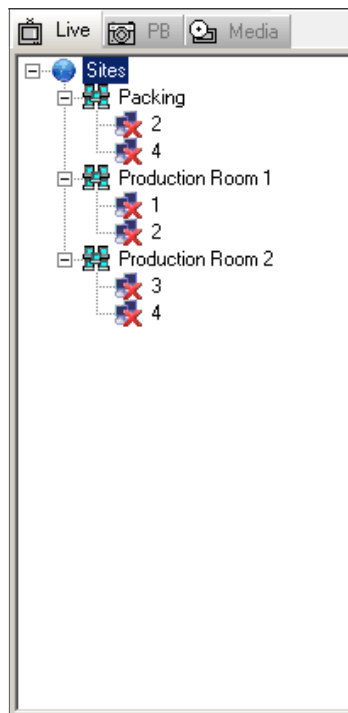 Live PB Media
Sites
Packing
2
4
Production Room 1
1
2
Production Room 2
3
4